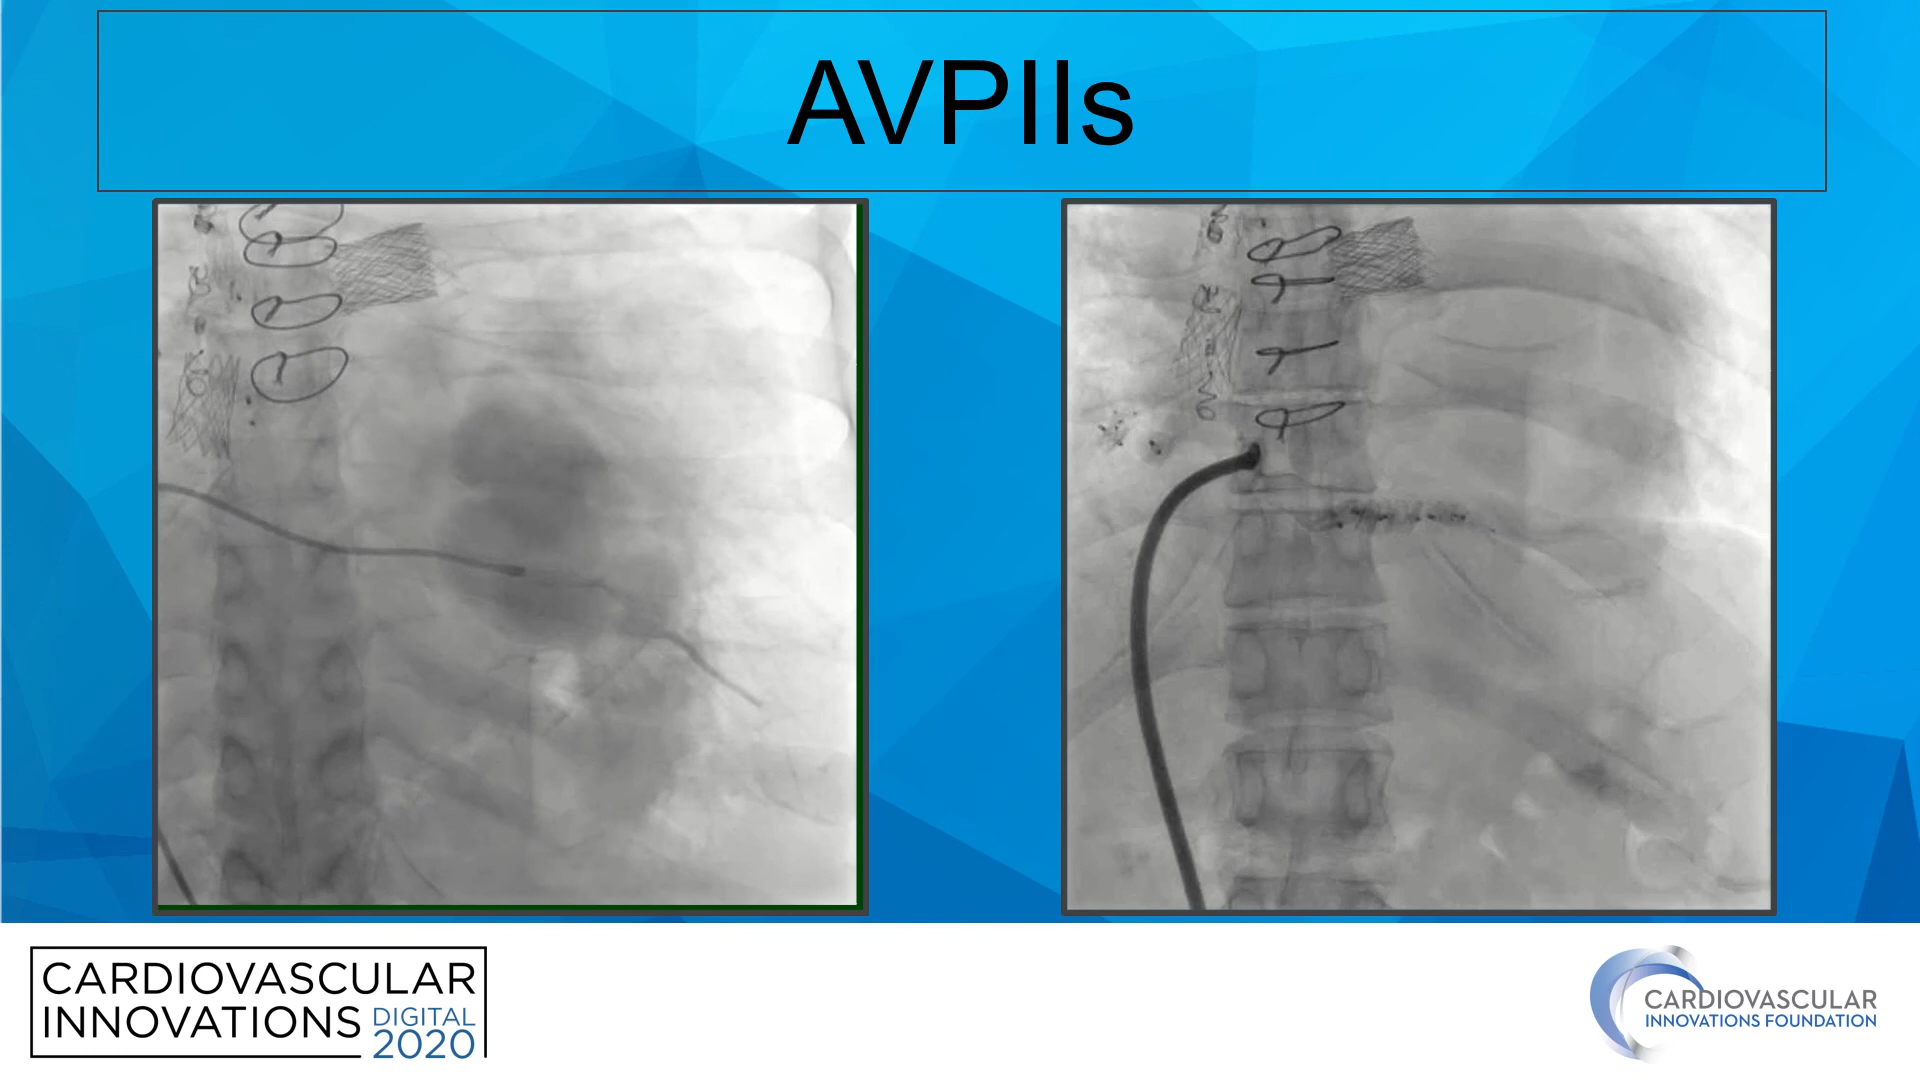 AVPIIs
CARDIOVASCULAR
INNOVATIONS DIGITAL
2020
CARDIOVASCULAR
INNOVATIONS FOUNDATION